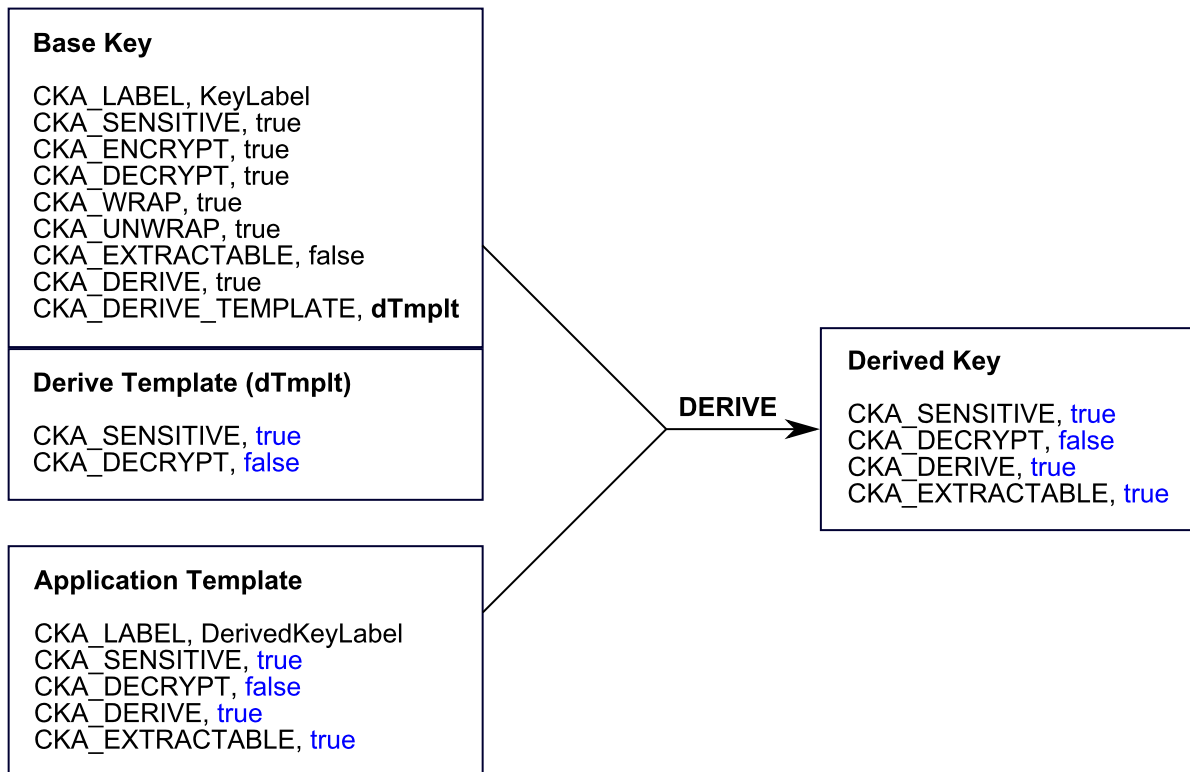 Base Key
CKA_LABEL, KeyLabel
CKA_SENSITIVE, true
CKA_ENCRYPT, true
CKA_DECRYPT, true
CKA_WRAP, true
CKA_UNWRAP, true
CKA_EXTRACTABLE, false
CKA_DERIVE, true
CKA_DERIVE_TEMPLATE, dTmplt
Derive Template (dTmplt)
CKA_SENSITIVE, true
CKA_DECRYPT, false
Application Template
CKA_LABEL, DerivedKeyLabel
CKA_SENSITIVE, true
CKA_DECRYPT, false
CKA_DERIVE, true
CKA_EXTRACTABLE, true
DERIVE
Derived Key
CKA_SENSITIVE, true
CKA_DECRYPT, false
CKA_DERIVE, true
CKA_EXTRACTABLE, true